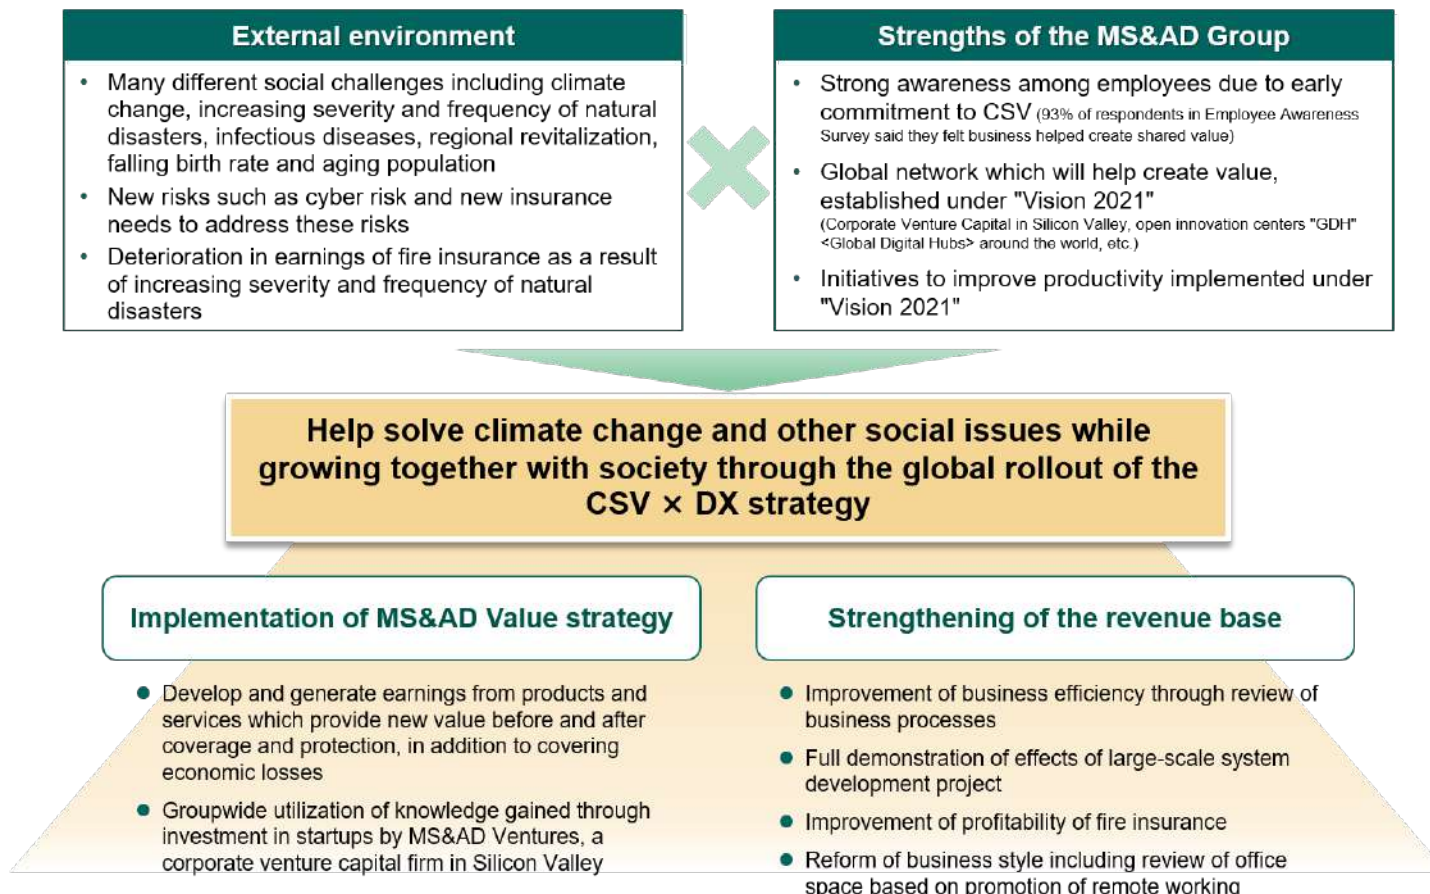 External environment
• Many different social challenges including climate
change, increasing severity and frequency of natural
disasters, infectious diseases, regional revitalization,
falling birth rate and aging population
• New risks such as cyber risk and new insurance
needs to address these risks
• Deterioration in earnings of fire insurance as a result
of increasing severity and frequency of natural
disasters
Strengths of the MS&AD Group
• Strong awareness among employees due to early
commitment to CSV (93% of respondents in Employee Awareness
Survey said they felt business helped create shared value)
• Global network which will help create value,
established under "Vision 2021"
(Corporate Venture Capital in Silicon Valley, open innovation centers "GDH"
<Global Digital Hubs> around the world, etc.)
• Initiatives to improve productivity implemented under
"Vision 2021"
Help solve climate change and other social issues while
growing together with society through the global rollout of the
CSV × DX strategy
Implementation of MS&AD Value strategy
● Develop and generate earnings from products and
services which provide new value before and after
coverage and protection, in addition to covering
economic losses
● Groupwide utilization of knowledge gained through
investment in startups by MS&AD Ventures, a
corporate venture capital firm in Silicon Valley
Strengthening of the revenue base
● Improvement of business efficiency through review of
business processes
● Full demonstration of effects of large-scale system
development project
● Improvement of profitability of fire insurance
● Reform of business style including review of office
space based on promotion of remote working